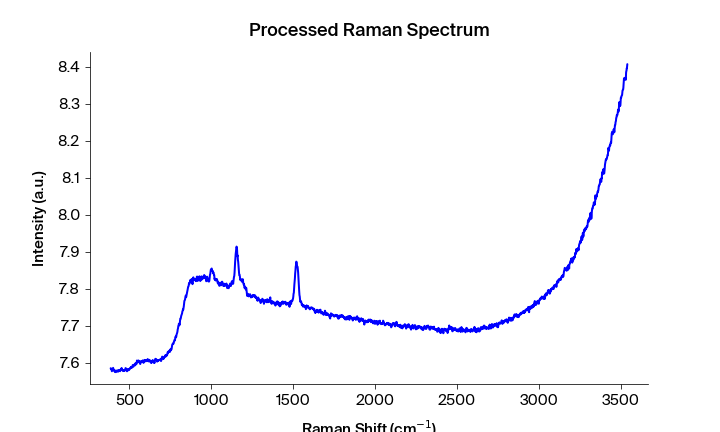 Processed Raman Spectrum
8.4
8.3
8.2
8.1
8.0
7.9
7.8
7.7
7.6
Intensity (a.u.)
500 1000 1500 2000 2500 3000 3500
Raman Shift (cm⁻¹)